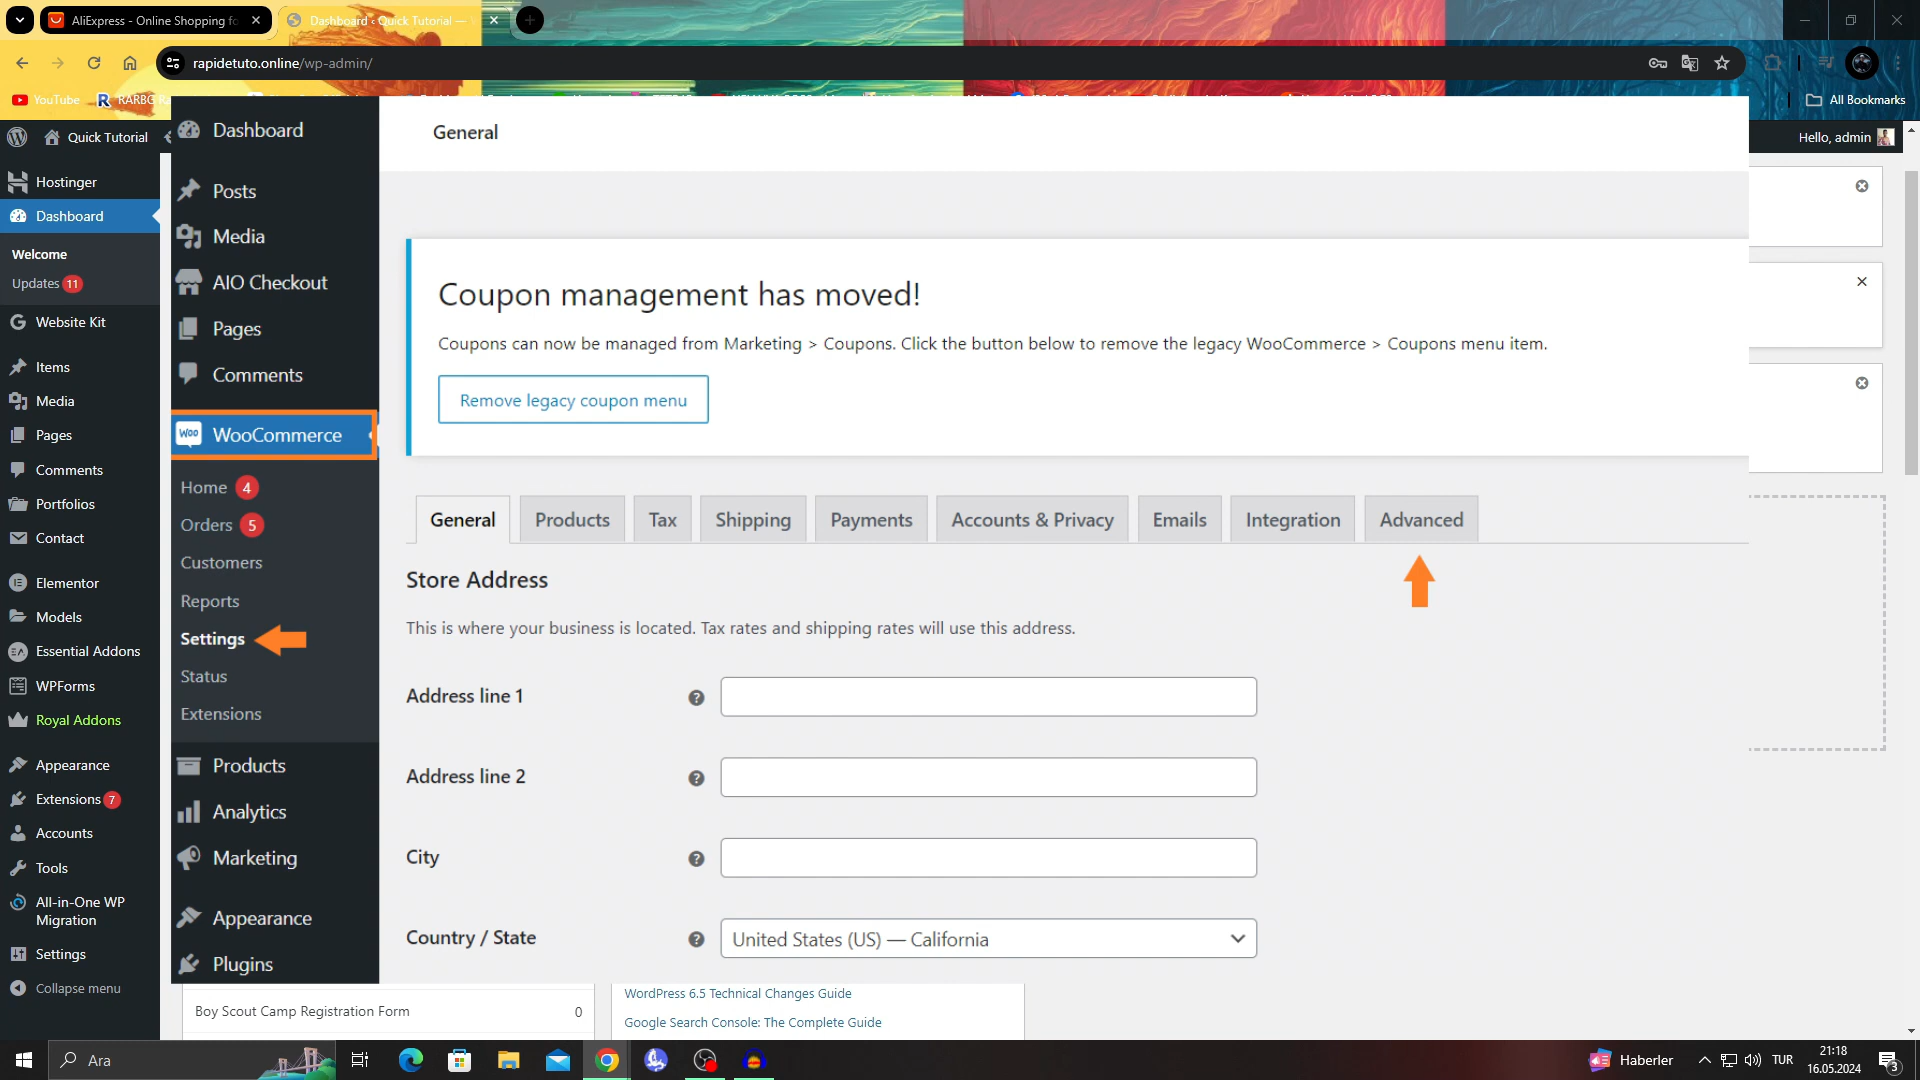 AliExpress - Online Shopping fo
Dashboard ‹ Quick Tutorial —
rapidetuto.online/wp-admin/
YouTube
RARBG
All Bookmarks
Quick Tutorial
Hello, admin
Hostinger
Dashboard
Welcome
Updates 11
Website Kit
Items
Media
Pages
Comments
Portfolios
Contact
Elementor
Models
Essential Addons
WPForms
Royal Addons
Appearance
Extensions 7
Accounts
Tools
All-in-One WP
Migration
Settings
Collapse menu
Dashboard
Posts
Media
AIO Checkout
Pages
Comments
Woo WooCommerce
Home 4
Orders 5
Customers
Reports
Settings
Status
Extensions
Products
Analytics
Marketing
Appearance
Plugins
General
Coupon management has moved!
Coupons can now be managed from Marketing > Coupons. Click the button below to remove the legacy WooCommerce > Coupons menu item.
Remove legacy coupon menu
General Products Tax Shipping Payments Accounts & Privacy Emails Integration Advanced
Store Address
This is where your business is located. Tax rates and shipping rates will use this address.
Address line 1
Address line 2
City
Country / State United States (US) — California
Boy Scout Camp Registration Form 0
WordPress 6.5 Technical Changes Guide
Google Search Console: The Complete Guide
Ara
Haberler
TUR
21:18
16.05.2024
3